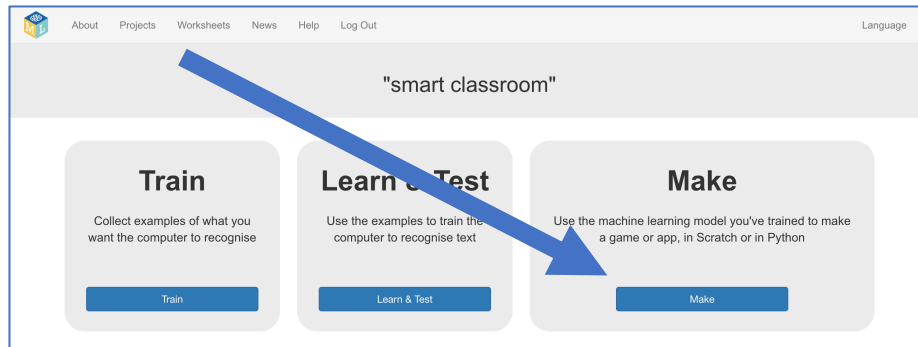 About Projects Worksheets News Help Log Out Language
"smart classroom"
Train
Collect examples of what you
want the computer to recognise
Train
Learn & Test
Use the examples to train the
computer to recognise text
Learn & Test
Make
Use the machine learning model you've trained to make
a game or app, in Scratch or in Python
Make